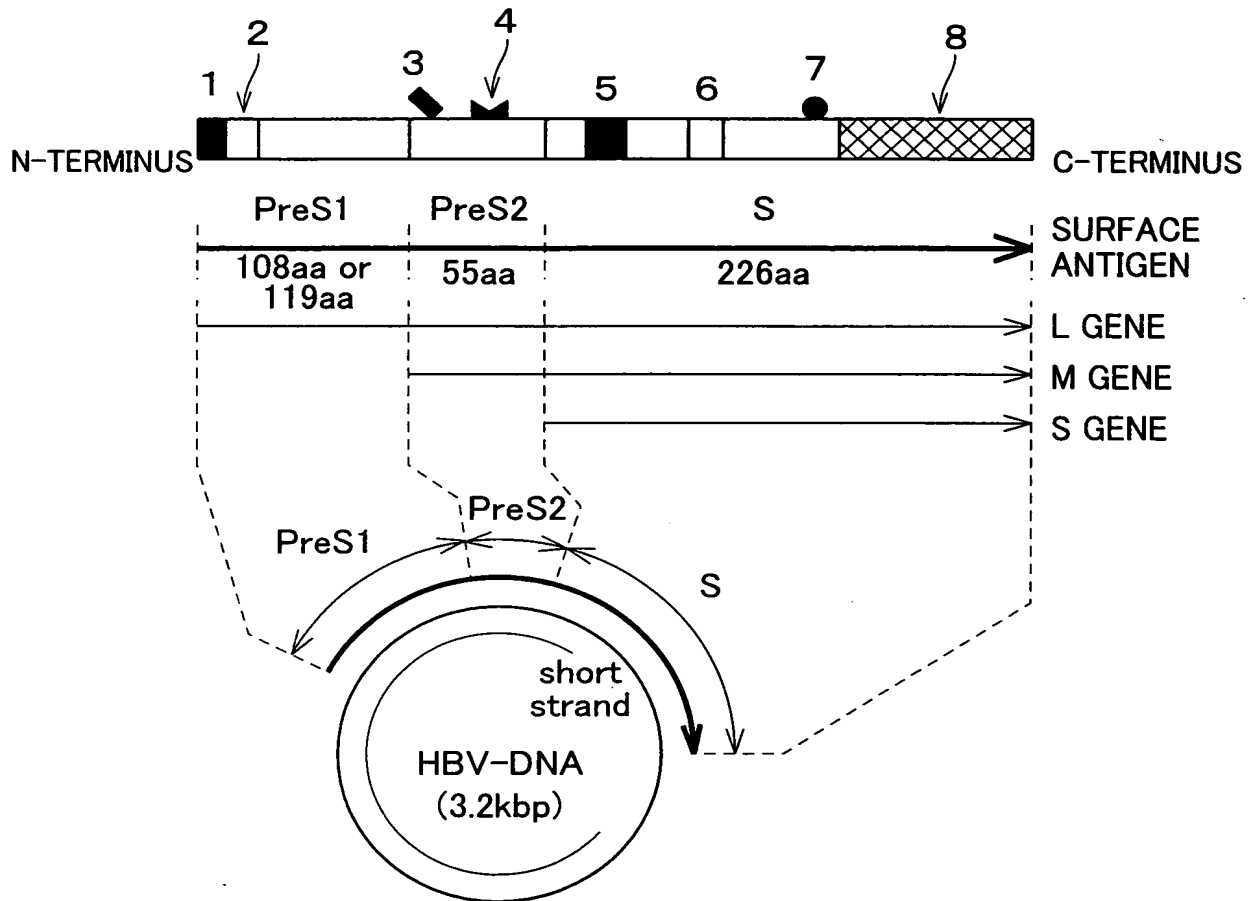 2
4
8
3
7
1
5
6
N-TERMINUS
C-TERMINUS
PreS1
PreS2
S
SURFACE
ANTIGEN
108aa or
119aa
55aa
226aa
L GENE
M GENE
S GENE
PreS2
PreS1
S
short
strand
HBV-DNA
(3.2kbp)